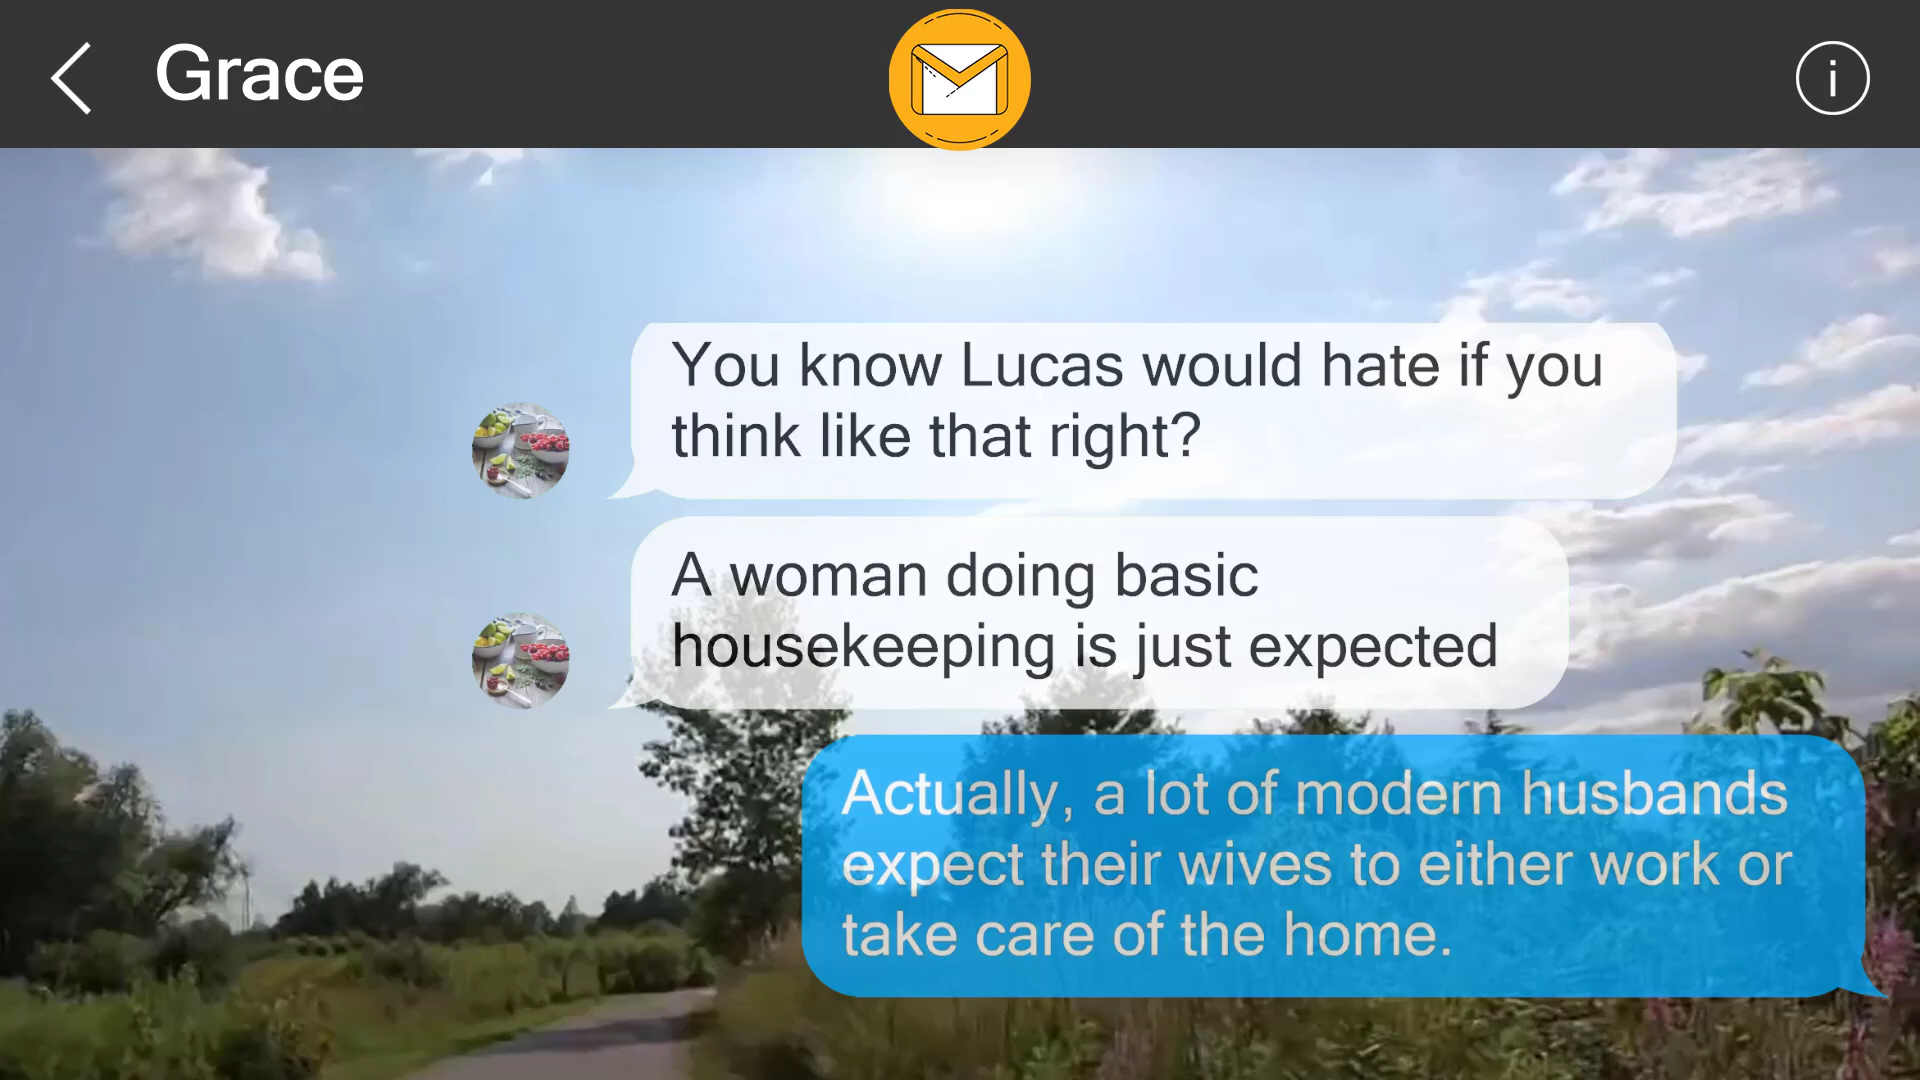 Grace
i
You know Lucas would hate if you
think like that right?
A woman doing basic
housekeeping is just expected
Actually, a lot of modern husbands
expect their wives to either work or
take care of the home.